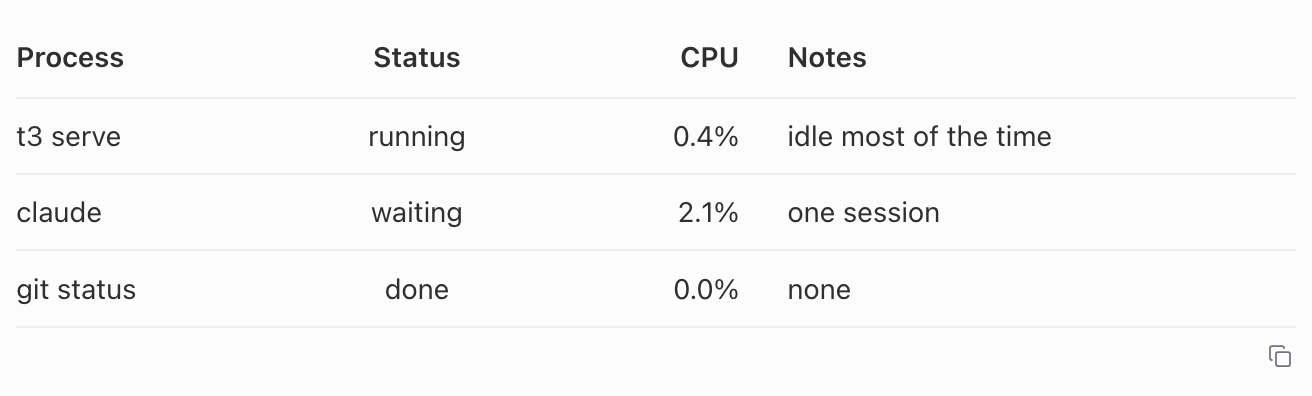 Process Status CPU Notes
t3 serve running 0.4% idle most of the time
claude waiting 2.1% one session
git status done 0.0% none